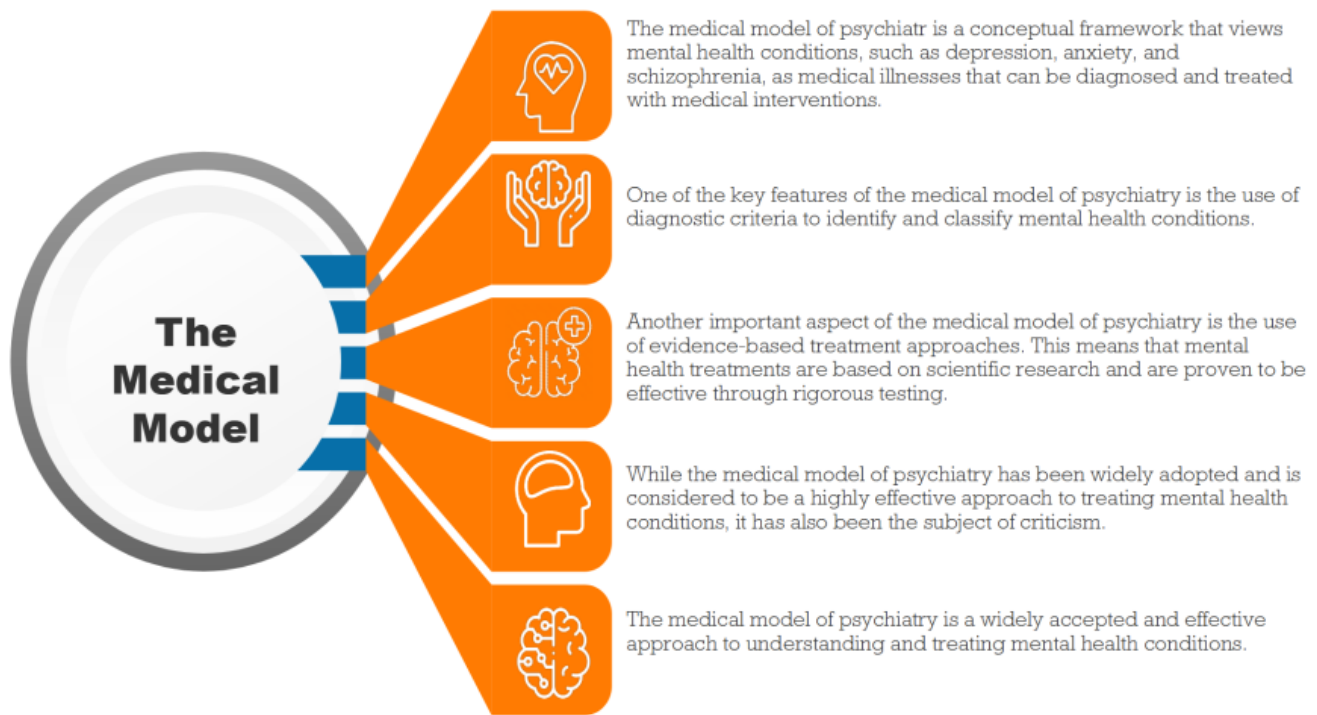 The
Medical
Model
The medical model of psychiatr is a conceptual framework that views
mental health conditions, such as depression, anxiety, and
schizophrenia, as medical illnesses that can be diagnosed and treated
with medical interventions.
One of the key features of the medical model of psychiatry is the use of
diagnostic criteria to identify and classify mental health conditions.
Another important aspect of the medical model of psychiatry is the use
of evidence-based treatment approaches. This means that mental
health treatments are based on scientific research and are proven to be
effective through rigorous testing.
While the medical model of psychiatry has been widely adopted and is
considered to be a highly effective approach to treating mental health
conditions, it has also been the subject of criticism.
The medical model of psychiatry is a widely accepted and effective
approach to understanding and treating mental health conditions.